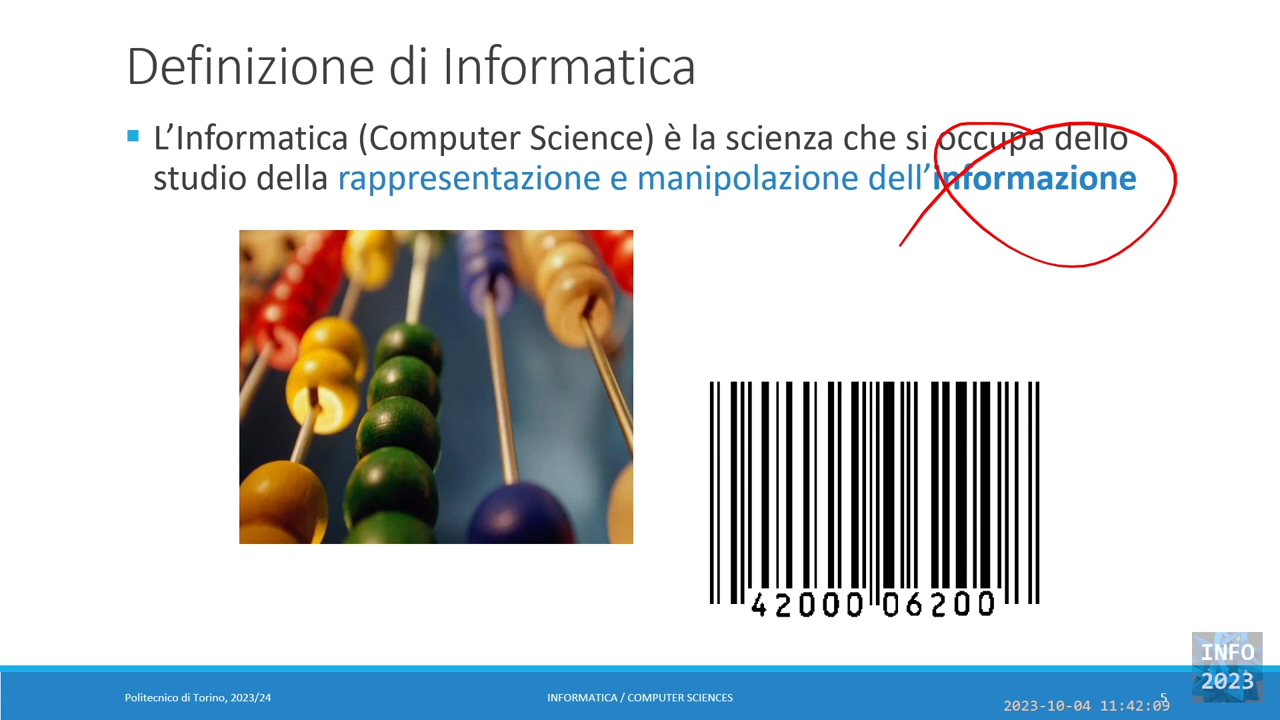 Definizione di Informatica
L’Informatica (Computer Science) è la scienza che si occupa dello
studio della rappresentazione e manipolazione dell’informazione
42000 06200
Politecnico di Torino, 2023/24
INFORMATICA / COMPUTER SCIENCES
5
2023-10-04 11:42:09
INFO
2023